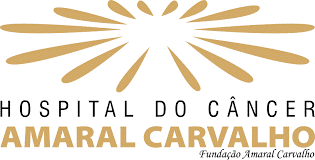 HOSPITAL DO CÂNCER
AMARAL CARVALHO
Fundação Amaral Carvalho